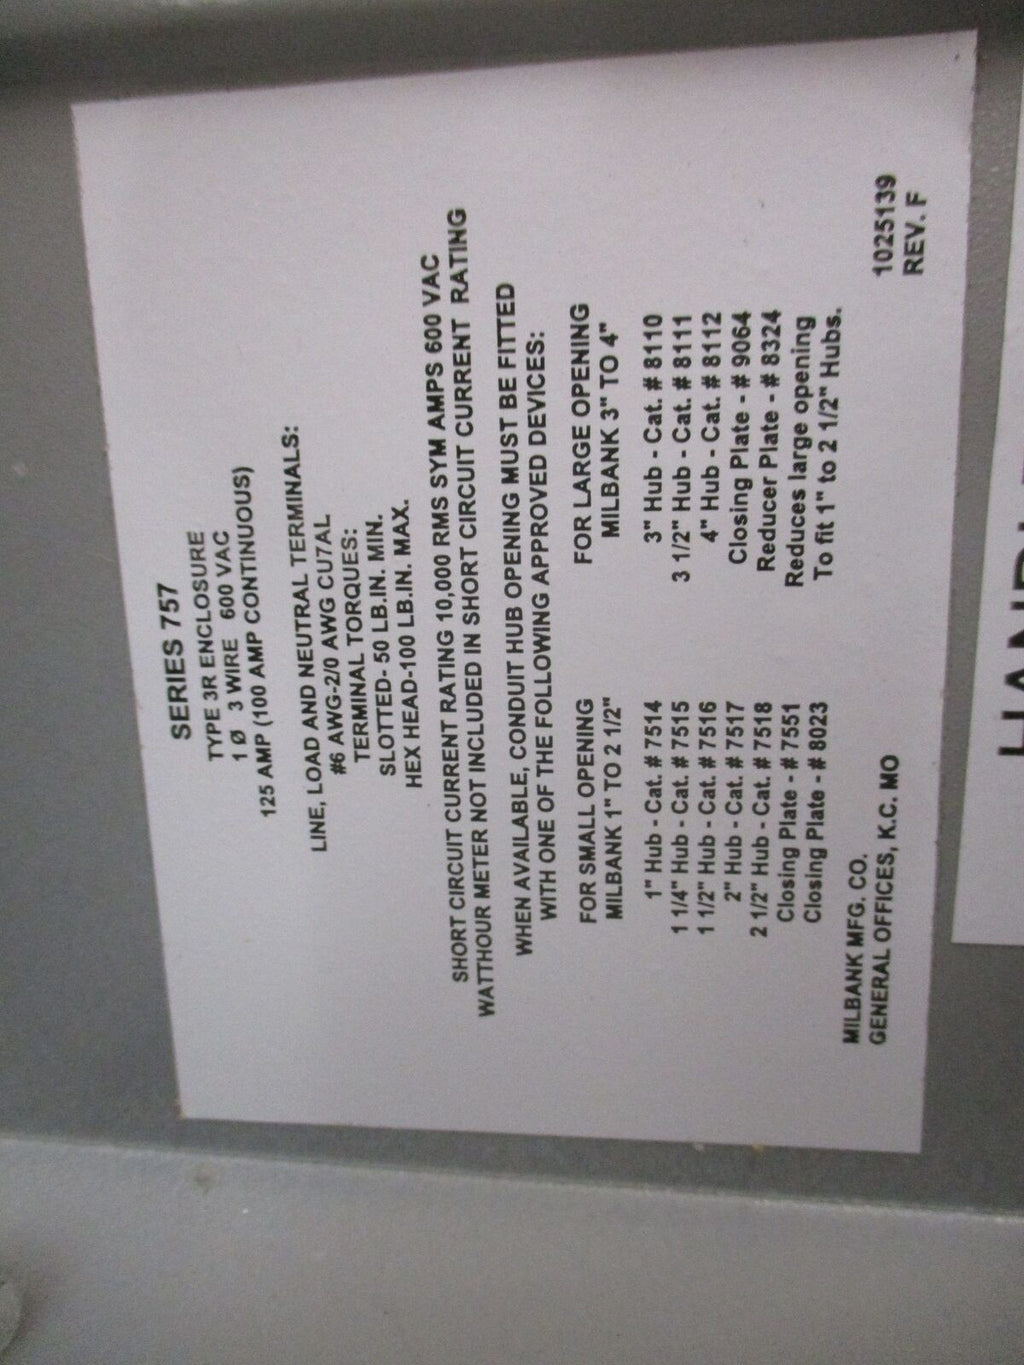 SERIES 757
TYPE 3R ENCLOSURE
1 Ø 3 WIRE 600 VAC
125 AMP (100 AMP CONTINUOUS)
LINE, LOAD AND NEUTRAL TERMINALS:
#6 AWG-2/0 AWG CU7AL
TERMINAL TORQUES:
SLOTTED- 50 LB.IN. MIN.
HEX HEAD-100 LB.IN. MAX.
SHORT CIRCUIT CURRENT RATING 10,000 RMS SYM AMPS 600 VAC
WATTHOUR METER NOT INCLUDED IN SHORT CIRCUIT CURRENT RATING
WHEN AVAILABLE, CONDUIT HUB OPENING MUST BE FITTED
WITH ONE OF THE FOLLOWING APPROVED DEVICES:
FOR SMALL OPENING
MILBANK 1" TO 2 1/2"
1" Hub - Cat. # 7514
1 1/4" Hub - Cat. # 7515
1 1/2" Hub - Cat. # 7516
2" Hub - Cat. # 7517
2 1/2" Hub - Cat. # 7518
Closing Plate - # 7551
Closing Plate - # 8023
FOR LARGE OPENING
MILBANK 3" TO 4"
3" Hub - Cat. # 8110
3 1/2" Hub - Cat. # 8111
4" Hub - Cat. # 8112
Closing Plate - # 9064
Reducer Plate - # 8324
Reduces large opening
To fit 1" to 2 1/2" Hubs.
MILBANK MFG. CO.
GENERAL OFFICES, K.C. MO
1025139
REV. F